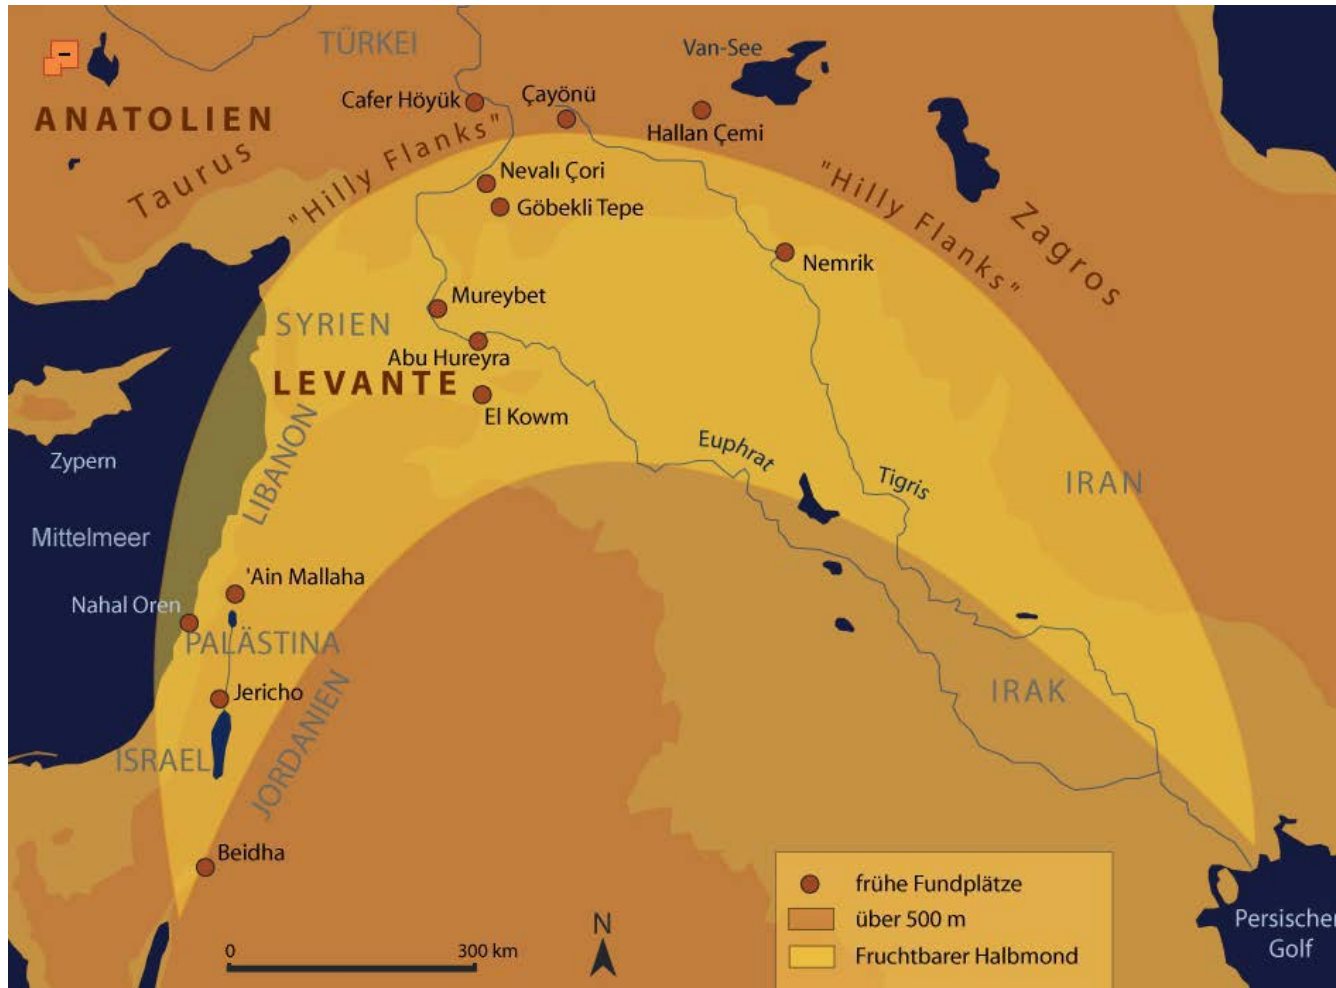 TÜRKEI
Van-See
Cafer Höyük
Çayönü
ANATOLIEN
Hallan Çemi
Taurus
"Hilly Flanks"
"Hilly Flanks"
Zagros
Nevalı Çori
Göbekli Tepe
Nemrik
Mureybet
SYRIEN
Abu Hureyra
LEVANTE
El Kowm
Zypern
LIBANON
Euphrat
Tigris
IRAN
Mittelmeer
'Ain Mallaha
Nahal Oren
PALÄSTINA
Jericho
IRAK
ISRAEL
JORDANIEN
Beidha
frühe Fundplätze
über 500 m
Fruchtbarer Halbmond
N
0
300 km
Persischer
Golf